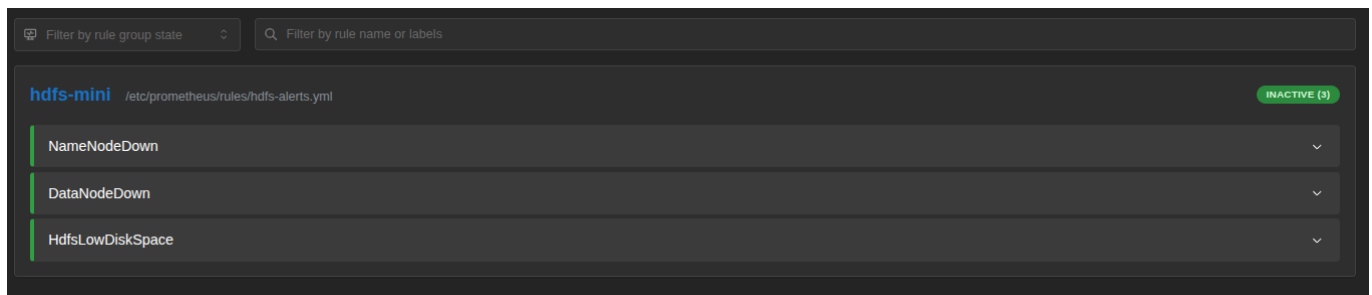 Filter by rule group state
Filter by rule name or labels
hdfs-mini /etc/prometheus/rules/hdfs-alerts.yml INACTIVE (3)
NameNodeDown
DataNodeDown
HdfsLowDiskSpace